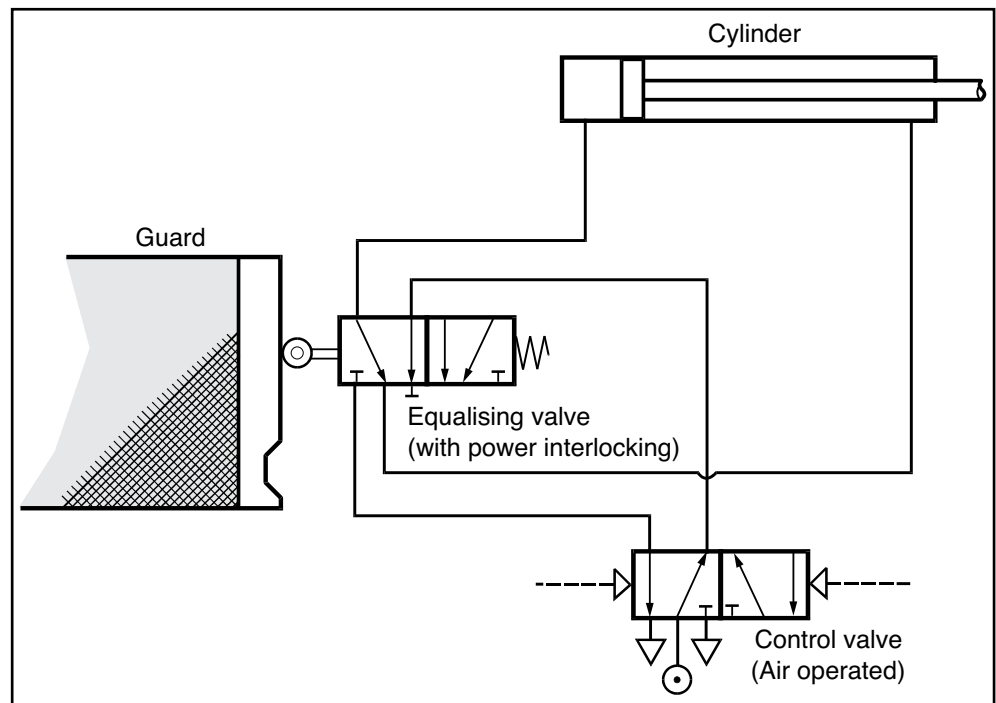 Cylinder
Guard
Equalising valve
(with power interlocking)
Control valve
(Air operated)